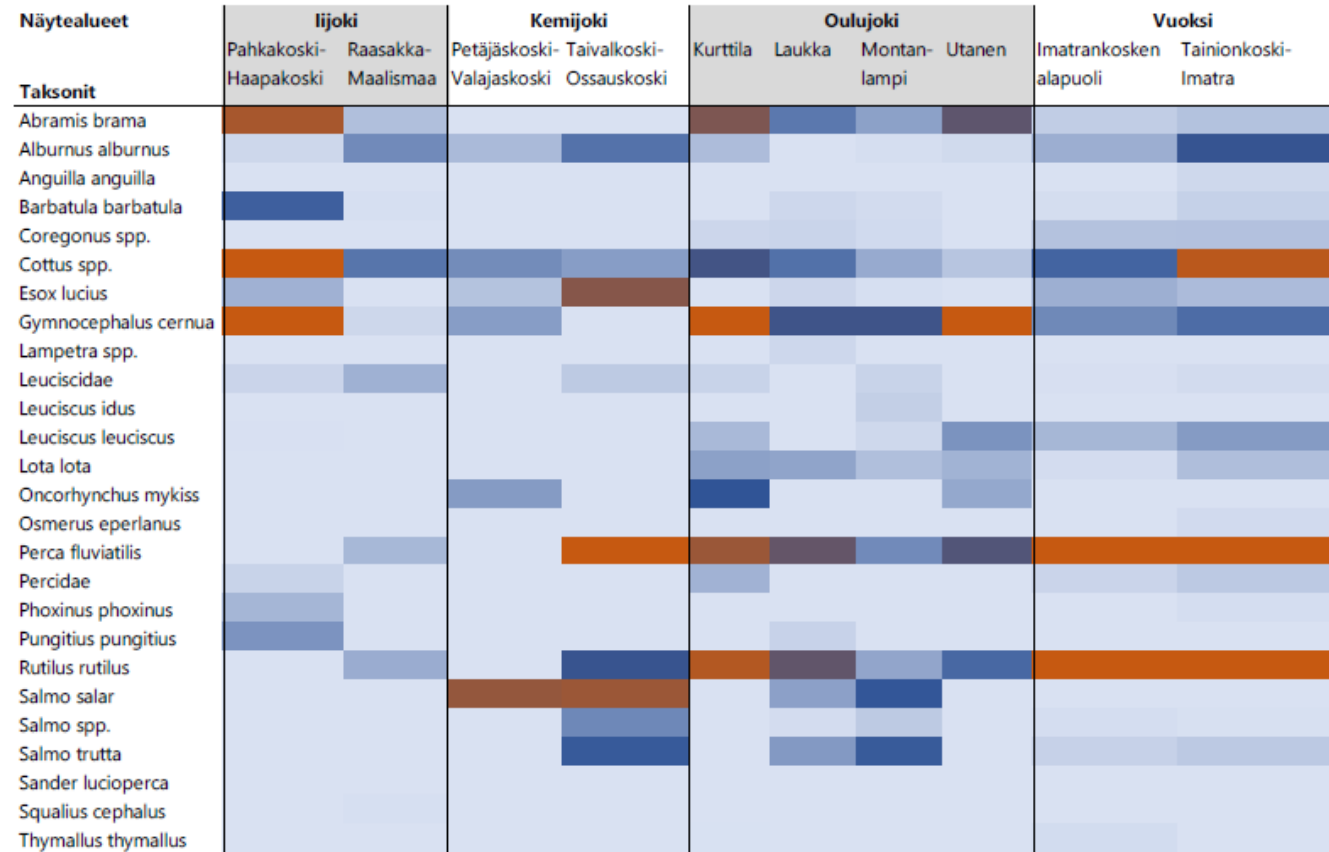 Näytealueet Iijoki Kemijoki Oulujoki Vuoksi
Pahkakoski- Raasakka- Petäjäskoski- Taivalkoski- Kurttila Laukka Montan- Utanen Imatrankosken Tainionkoski-
Haapakoski Maalismaa Valajaskoski Ossauskoski lampi alapuoli Imatra
Taksonit
Abramis brama
Alburnus alburnus
Anguilla anguilla
Barbatula barbatula
Coregonus spp.
Cottus spp.
Esox lucius
Gymnocephalus cernua
Lampetra spp.
Leuciscidae
Leuciscus idus
Leuciscus leuciscus
Lota lota
Oncorhynchus mykiss
Osmerus eperlanus
Perca fluviatilis
Percidae
Phoxinus phoxinus
Pungitius pungitius
Rutilus rutilus
Salmo salar
Salmo spp.
Salmo trutta
Sander lucioperca
Squalius cephalus
Thymallus thymallus